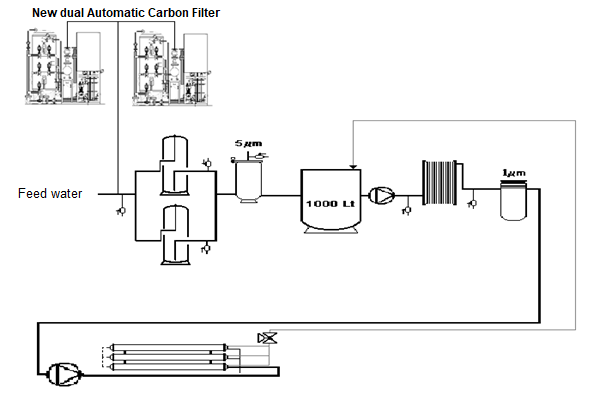 New dual Automatic Carbon Filter
5µm
1µm
Feed water
1000 Lt